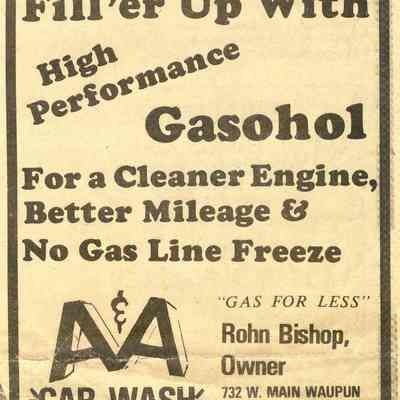 Fill'er Up With
High
Performance
Gasohol
For a Cleaner Engine,
Better Mileage &
No Gas Line Freeze
A&A
CAR WASH
"GAS FOR LESS"
Rohn Bishop,
Owner
732 W. MAIN WAUPUN